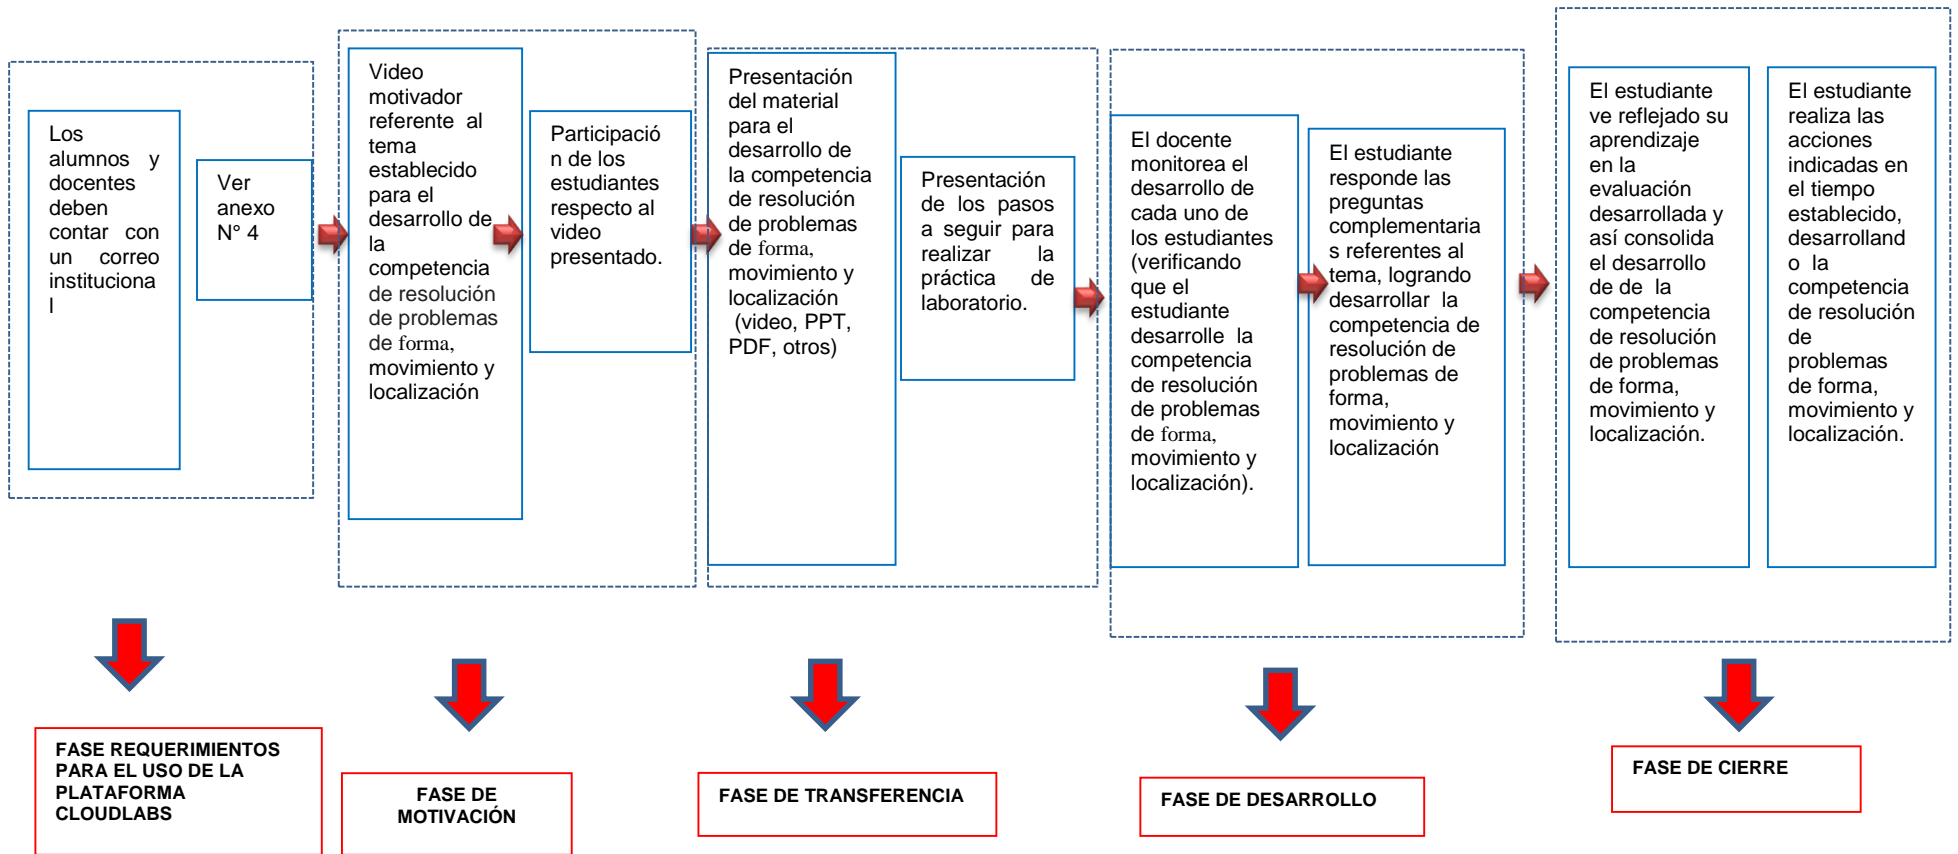 Los
alumnos y
docentes
deben
contar con
un correo
instituciona
l
Ver
anexo
N° 4
Video
motivador
referente al
tema
establecido
para el
desarrollo de
la
competencia
de resolución
de problemas
de forma,
movimiento y
localización
Participació
n de los
estudiantes
respecto al
video
presentado.
Presentación
del material
para el
desarrollo de
la competencia
de resolución
de problemas
de forma,
movimiento y
localización
(video, PPT,
PDF, otros)
Presentación
de los pasos
a seguir para
realizar la
práctica de
laboratorio.
El docente
monitorea el
desarrollo de
cada uno de
los estudiantes
(verificando
que el
estudiante
desarrolle la
competencia
de resolución
de problemas
de forma,
movimiento y
localización).
El estudiante
responde las
preguntas
complementaria
s referentes al
tema, logrando
desarrollar la
competencia de
resolución de
problemas de
forma,
movimiento y
localización
El estudiante
ve reflejado su
aprendizaje
en la
evaluación
desarrollada y
así consolida
el desarrollo
de de la
competencia
de resolución
de problemas
de forma,
movimiento y
localización.
El estudiante
realiza las
acciones
indicadas en
el tiempo
establecido,
desarrolland
o la
competencia
de resolución
de
problemas
de forma,
movimiento y
localización.
FASE REQUERIMIENTOS
PARA EL USO DE LA
PLATAFORMA
CLOUDLABS
FASE DE
MOTIVACIÓN
FASE DE TRANSFERENCIA
FASE DE DESARROLLO
FASE DE CIERRE